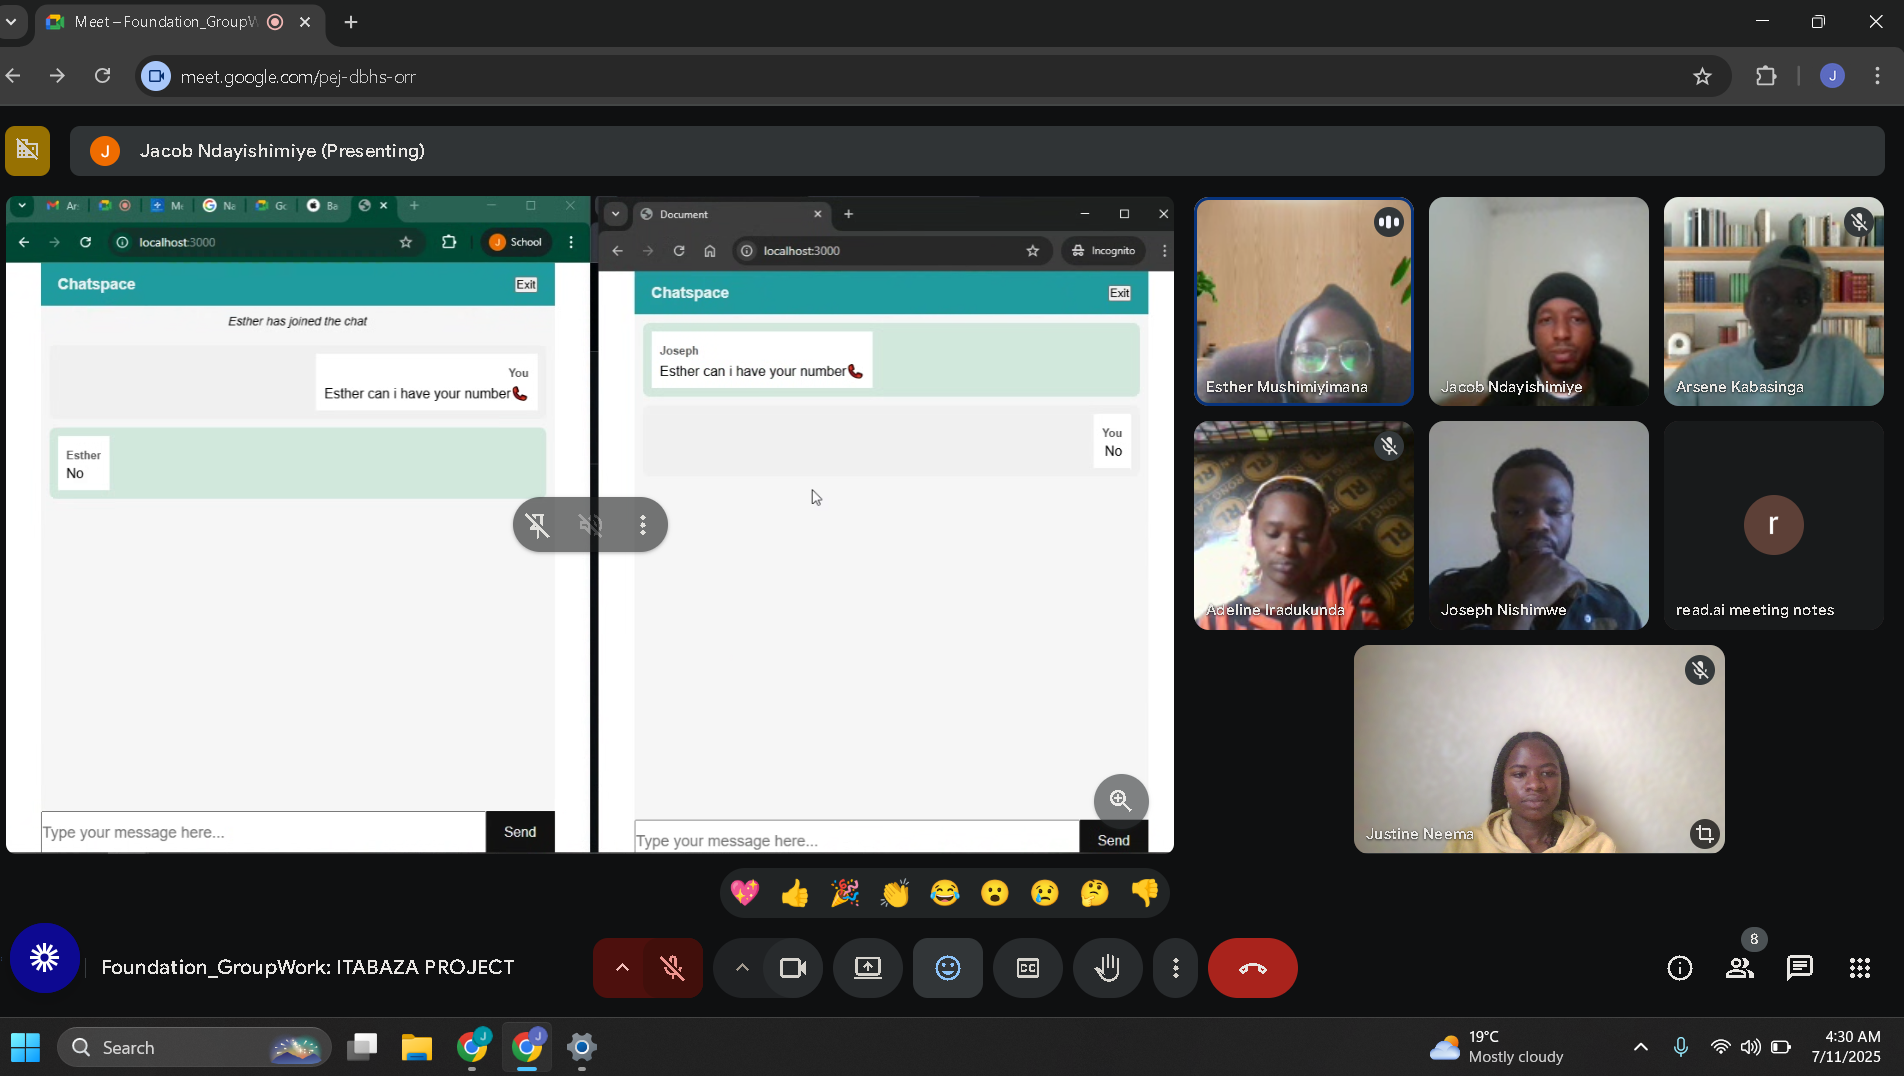 Meet – Foundation_GroupW
meet.google.com/pej-dbhs-orr
J
J
Jacob Ndayishimiye (Presenting)
Ar
Me
Na
Gc
Ba
localhost:3000
J
School
Chatspace
Exit
Esther has joined the chat
You
Esther can i have your number📞
Esther
No
Type your message here...
Send
Document
localhost:3000
Incognito
Chatspace
Exit
Joseph
Esther can i have your number📞
You
No
Type your message here...
Send
Esther Mushimiyimana
Jacob Ndayishimiye
Arsene Kabasinga
Adeline Iradukunda
Joseph Nishimwe
r
read.ai meeting notes
Justine Neema
Foundation_GroupWork: ITABAZA PROJECT
CC
8
Search
J
J
19°C
Mostly cloudy
4:30 AM
7/11/2025